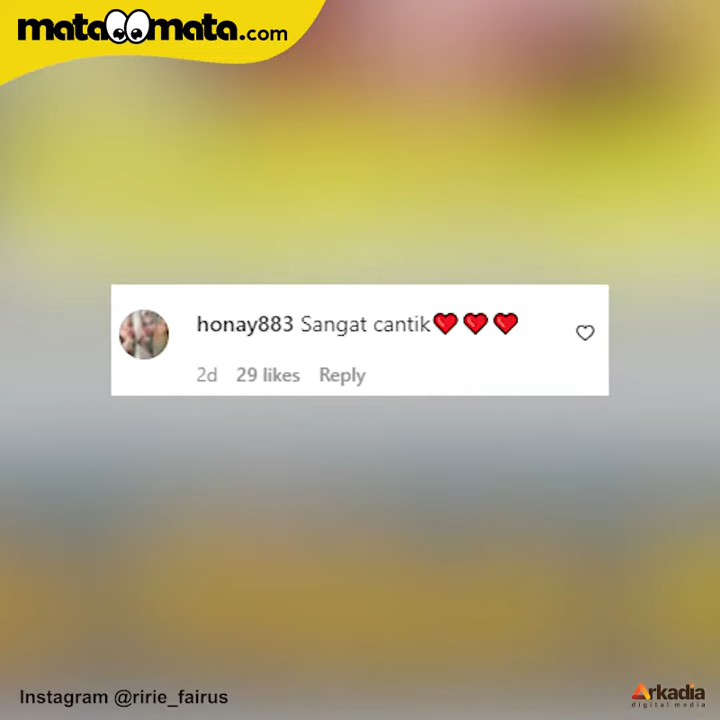 mata mata.com
honay883 Sangat cantik❤️❤️❤️
2d 29 likes Reply
Instagram @ririe_fairus
Arkadia
digital media